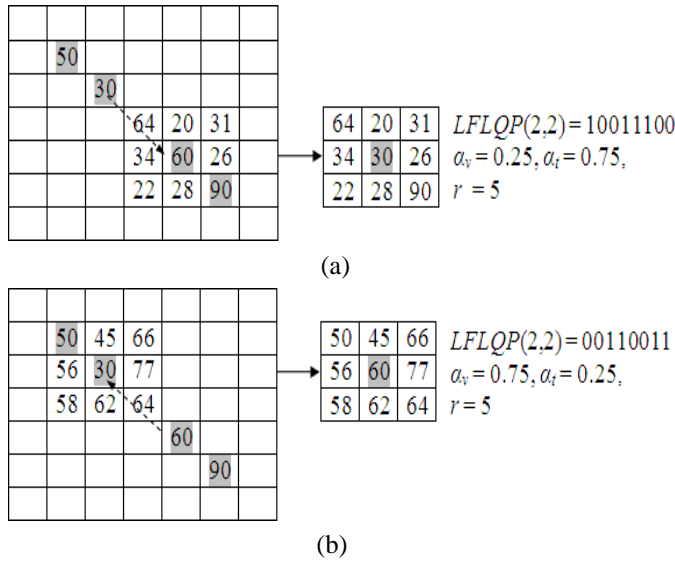 50
30
64 20 31
34 60 26
22 28 90
64 20 31
34 30 26
22 28 90
LFLQP(2,2) = 10011100
αᵥ = 0.25, αₜ = 0.75,
r = 5
(a)
50 45 66
56 30 77
58 62 64
60
90
50 45 66
56 60 77
58 62 64
LFLQP(2,2) = 00110011
αᵥ = 0.75, αₜ = 0.25,
r = 5
(b)